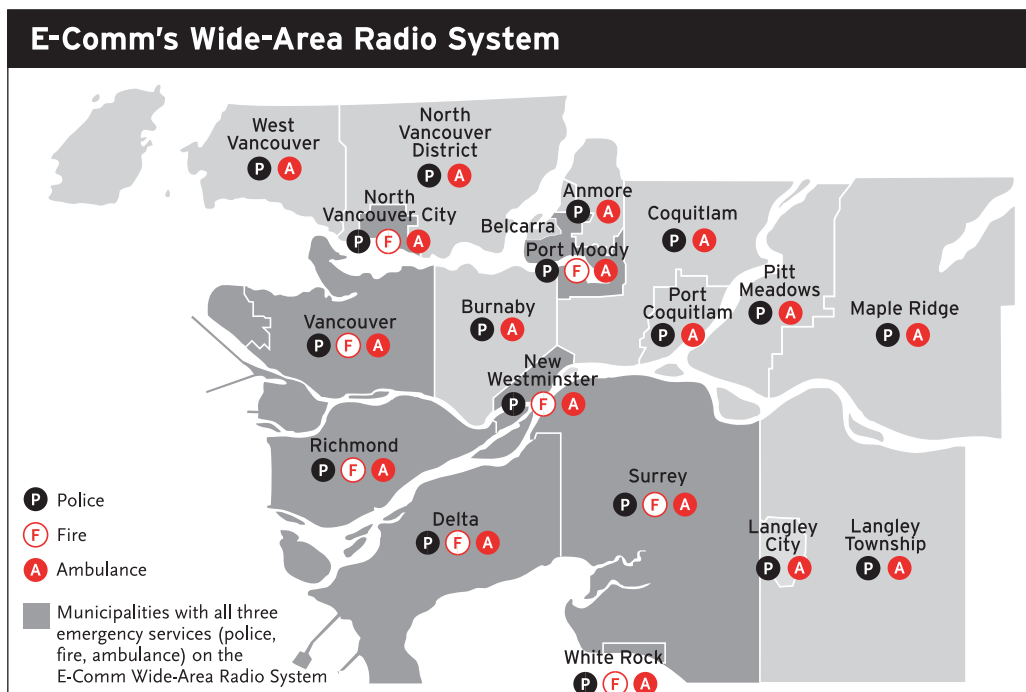 E-Comm's Wide-Area Radio System
West
Vancouver
P A
North
Vancouver
District
P A
North
Vancouver City
P F A
Anmore
P A
Belcarra
Port Moody
P F A
Coquitlam
P A
Pitt
Meadows
P A
Port
Coquitlam
P A
Maple Ridge
P A
Burnaby
P A
Vancouver
P F A
New
Westminster
P F A
Richmond
P F A
Surrey
P F A
Delta
P F A
Langley
City
P A
Langley
Township
P A
White Rock
P F A
P Police
F Fire
A Ambulance
Municipalities with all three
emergency services (police,
fire, ambulance) on the
E-Comm Wide-Area Radio System